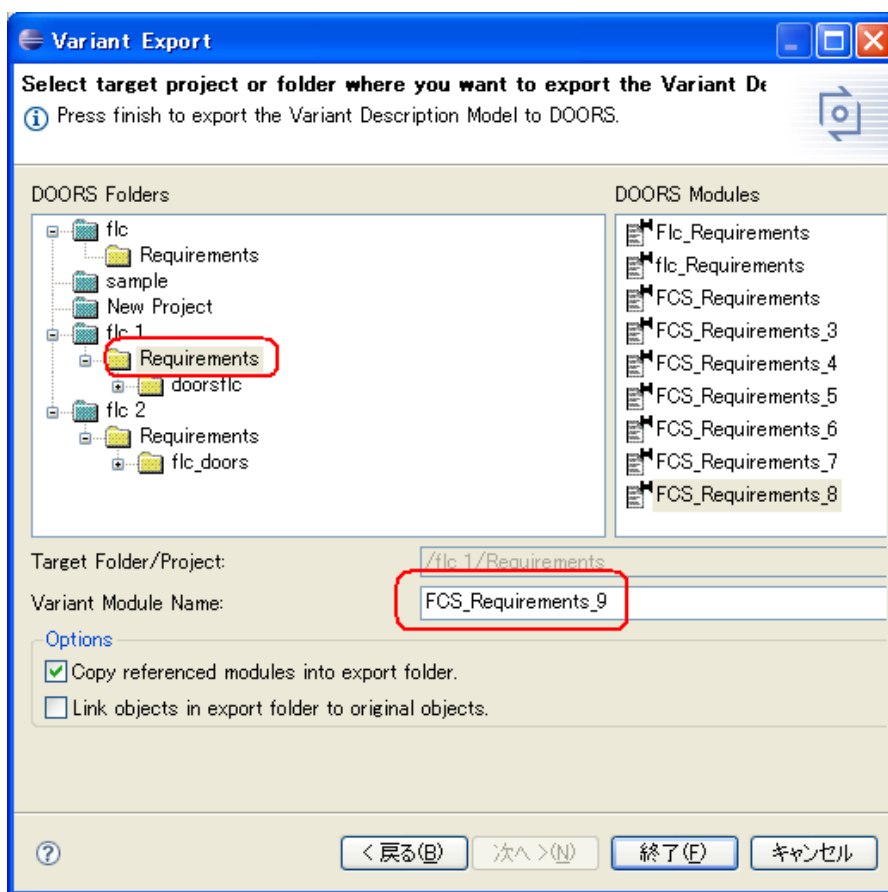 Variant Export
Select target project or folder where you want to export the Variant De
Press finish to export the Variant Description Model to DOORS.
DOORS Folders
flc
Requirements
sample
New Project
flc 1
Requirements
doorsflc
flc 2
Requirements
flc_doors
DOORS Modules
Flc_Requirements
flc_Requirements
FCS_Requirements
FCS_Requirements_3
FCS_Requirements_4
FCS_Requirements_5
FCS_Requirements_6
FCS_Requirements_7
FCS_Requirements_8
Target Folder/Project: /flc 1/Requirements
Variant Module Name: FCS_Requirements_9
Options
Copy referenced modules into export folder.
Link objects in export folder to original objects.
< 戻る(B) 次へ >(N) 終了(F) キャンセル